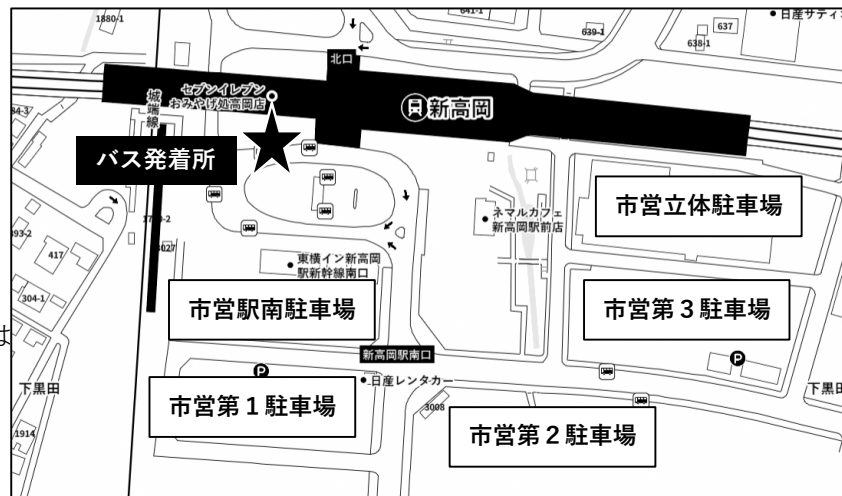 1880-1
641-1
639-1
637
638-1
日産サティオ
北口
セブンイレブン
おみやげ処高岡店
新高岡
城端線
バス発着所
市営立体駐車場
ネマルカフェ
新高岡駅前店
417
304-1
3027
東横イン新高岡
駅新幹線南口
市営駅南駐車場
市営第3駐車場
は
新高岡駅南口
P
P
日産レンタカー
下黒田
下黒田
市営第1駐車場
3008
市営第2駐車場
1914